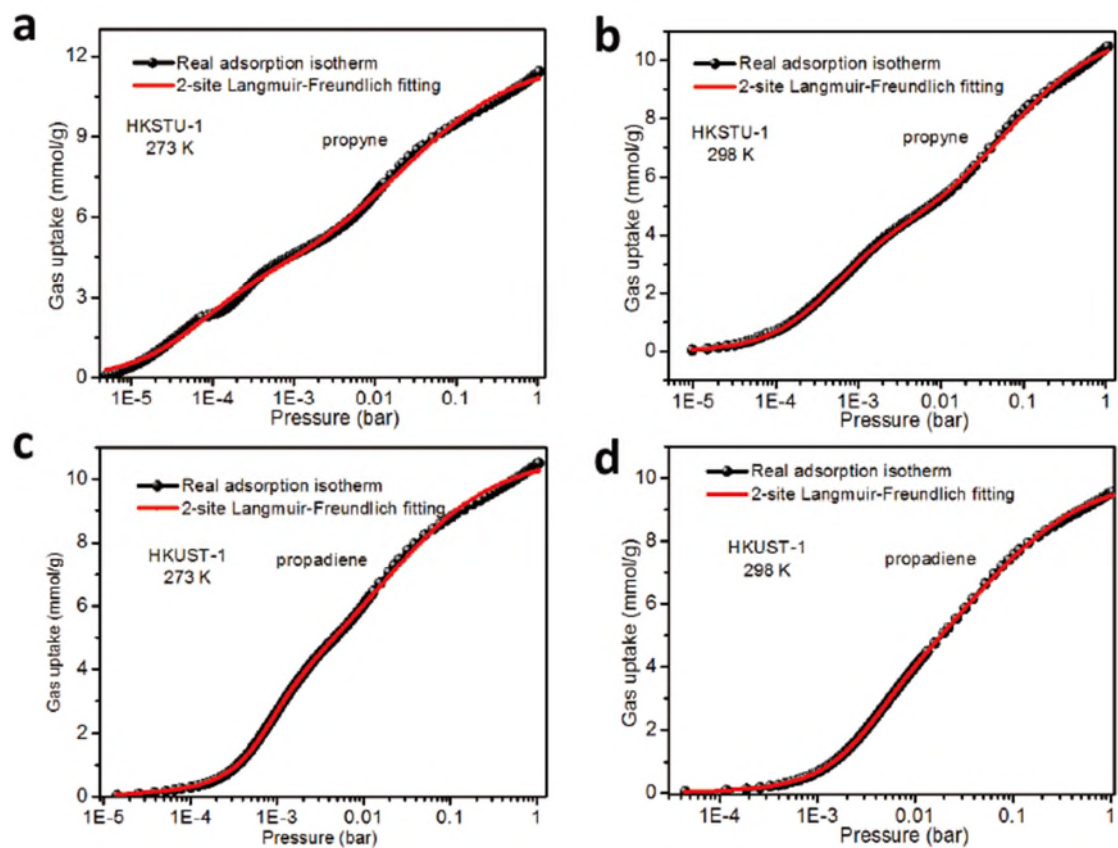 a
12
9
6
3
0
Gas uptake (mmol/g)
Real adsorption isotherm
2-site Langmuir-Freundlich fitting
HKSTU-1
273 K
propyne
1E-5
1E-4
1E-3
0.01
0.1
1
Pressure (bar)
b
10
8
6
4
2
0
Gas uptake (mmol/g)
Real adsorption isotherm
2-site Langmuir-Freundlich fitting
HKSTU-1
298 K
propyne
1E-5
1E-4
1E-3
0.01
0.1
1
Pressure (bar)
c
10
8
6
4
2
0
Gas uptake (mmol/g)
Real adsorption isotherm
2-site Langmuir-Freundlich fitting
HKUST-1
273 K
propadiene
1E-5
1E-4
1E-3
0.01
0.1
1
Pressure (bar)
d
10
8
6
4
2
0
Gas uptake (mmol/g)
Real adsorption isotherm
2-site Langmuir-Freundlich fitting
HKUST-1
298 K
propadiene
1E-4
1E-3
0.01
0.1
1
Pressure (bar)